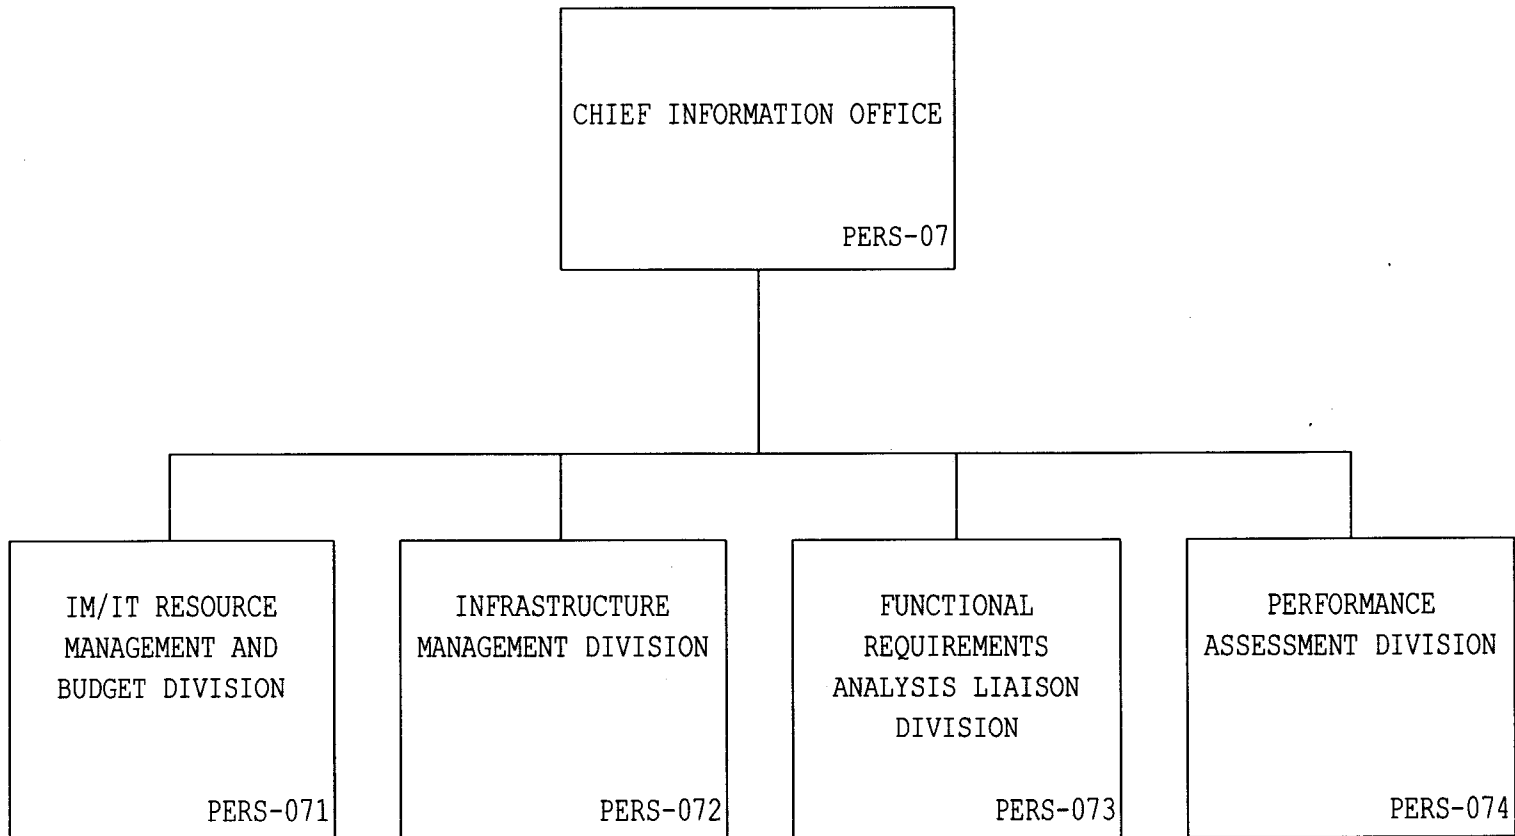 CHIEF INFORMATION OFFICE
PERS-07
IM/IT RESOURCE
MANAGEMENT AND
BUDGET DIVISION
PERS-071
INFRASTRUCTURE
MANAGEMENT DIVISION
PERS-072
FUNCTIONAL
REQUIREMENTS
ANALYSIS LIAISON
DIVISION
PERS-073
PERFORMANCE
ASSESSMENT DIVISION
PERS-074